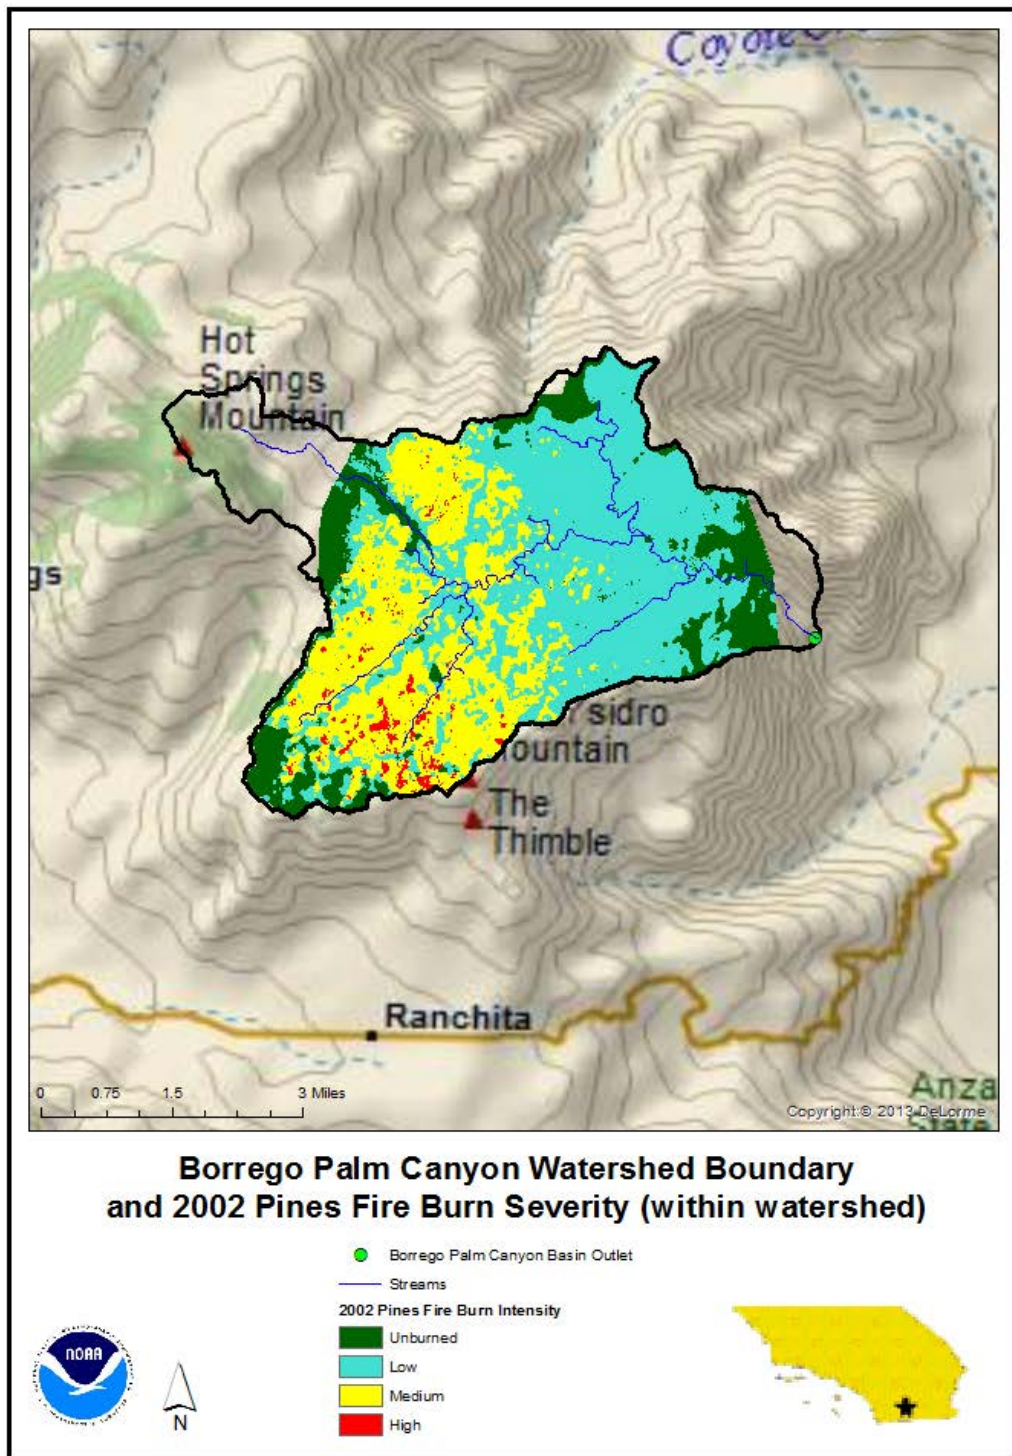 Coyote
Hot
Springs
Mountain
gs
sidro
ountain
The
Thimble
Ranchita
0 0.75 1.5 3 Miles
Anza
State
Copyright:© 2013 DeLorme
Borrego Palm Canyon Watershed Boundary
and 2002 Pines Fire Burn Severity (within watershed)
Borrego Palm Canyon Basin Outlet
Streams
2002 Pines Fire Burn Intensity
Unburned
Low
Medium
High
NOAA
N